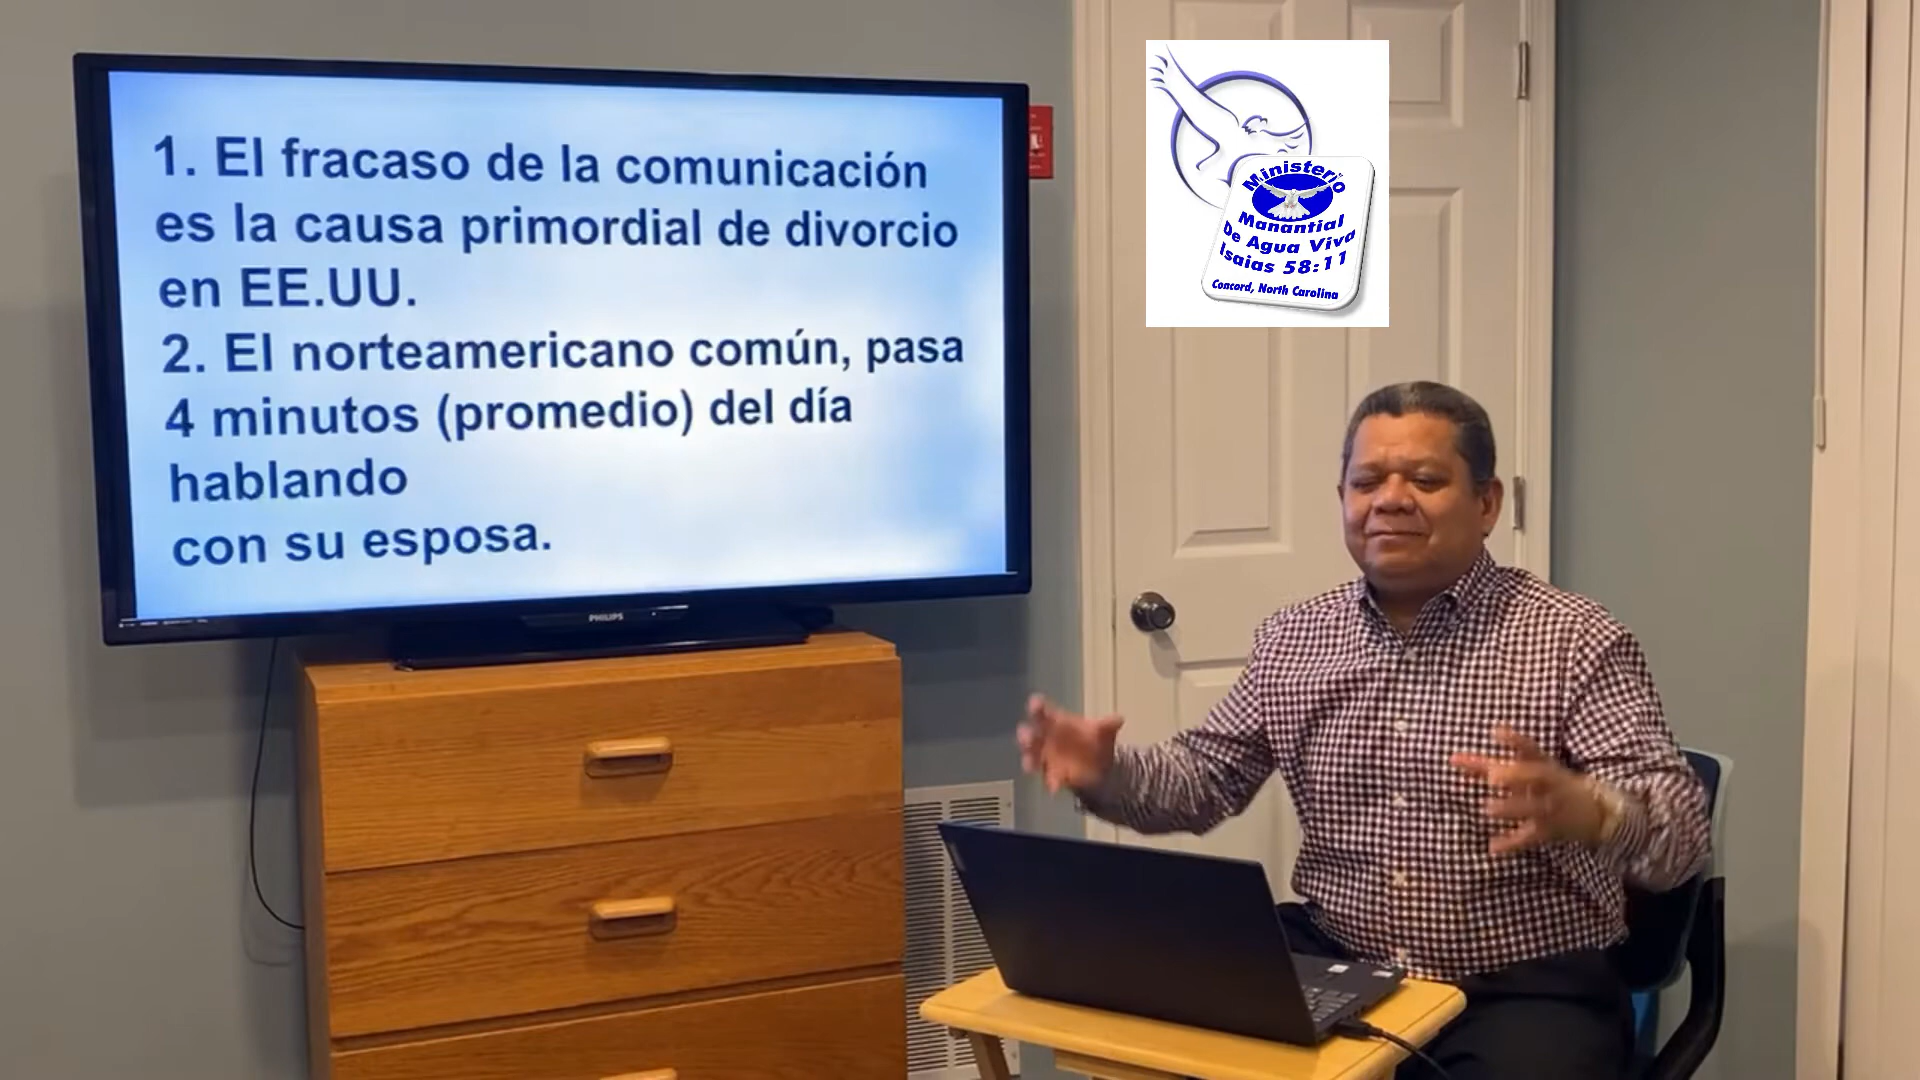 1. El fracaso de la comunicación
es la causa primordial de divorcio
en EE.UU.
2. El norteamericano común, pasa
4 minutos (promedio) del día
hablando
con su esposa.
PHILIPS
Ministerio
Manantial
De Agua Viva
Isaias 58:11
Concord, North Carolina